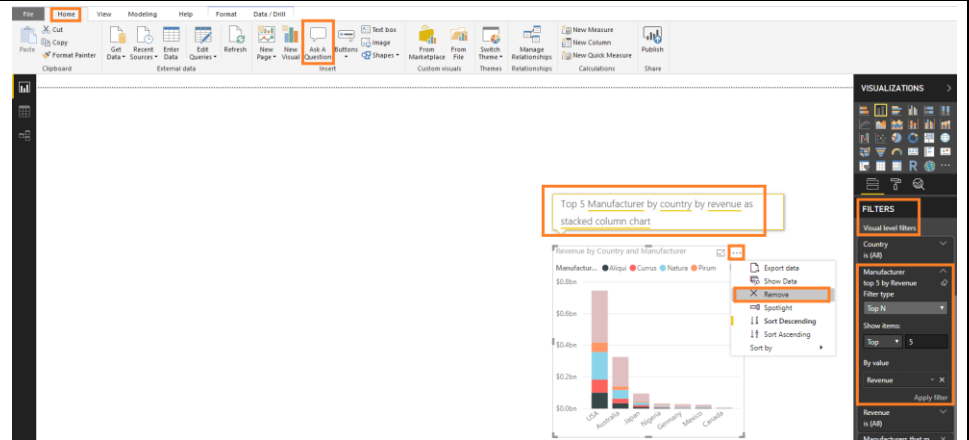 File Home View Modeling Help Format Data / Drill
Paste
Cut
Copy
Format Painter
Clipboard
Get Data
Recent Sources
Enter Data
Edit Queries
Refresh
External data
New Page
New Visual
Ask A Question
Buttons
Text box
Image
Shapes
Insert
From Marketplace
From File
Custom visuals
Switch Theme
Themes
Manage Relationships
Relationships
New Measure
New Column
New Quick Measure
Calculations
Publish
Share
Top 5 Manufacturer by country by revenue as
stacked column chart
Revenue by Country and Manufacturer
Manufactur... Aliqui Currus Natura Pirum
$0.8bn
$0.6bn
$0.4bn
$0.2bn
$0.0bn
USA Australia Japan Nigeria Germany Mexico Canada
Export data
Show Data
Remove
Spotlight
Sort Descending
Sort Ascending
Sort by
VISUALIZATIONS
R
FILTERS
Visual level filters
Country
is (All)
Manufacturer
top 5 by Revenue
Filter type
Top N
Show items:
Top 5
By value
Revenue
Apply filter
Revenue
is (All)
Manufacturers that m...